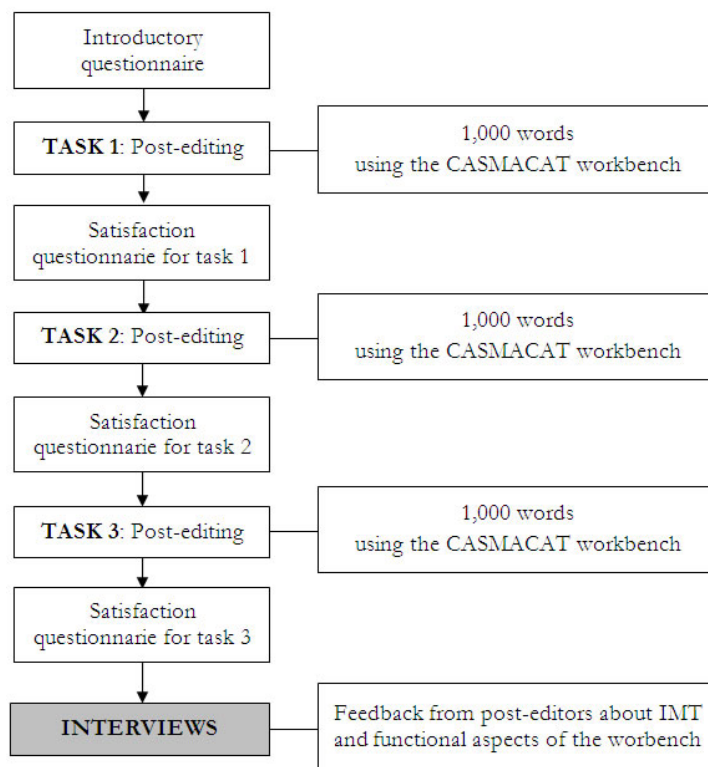 Introductory
questionnaire
TASK 1: Post-editing
1,000 words
using the CASMACAT workbench
Satisfaction
questionnarie for task 1
TASK 2: Post-editing
1,000 words
using the CASMACAT workbench
Satisfaction
questionnarie for task 2
TASK 3: Post-editing
1,000 words
using the CASMACAT workbench
Satisfaction
questionnarie for task 3
INTERVIEWS
Feedback from post-editors about IMT
and functional aspects of the worbench